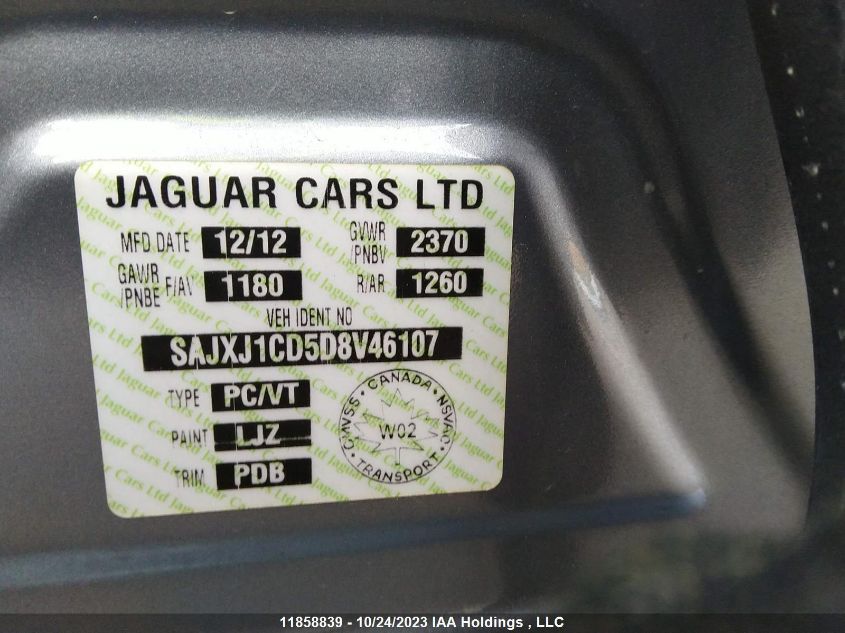 JAGUAR CARS LTD
MFD DATE 12/12 GVWR /PNBV 2370
GAWR /PNBE F/AV 1180 R/AR 1260
VEH IDENT NO
SAJXJ1CD5D8V46107
TYPE PC/VT
PAINT LJZ
TRIM PDB
CANADA
CMVSS W02 NSVAC
TRANSPORT
11858839 - 10/24/2023 IAA Holdings , LLC